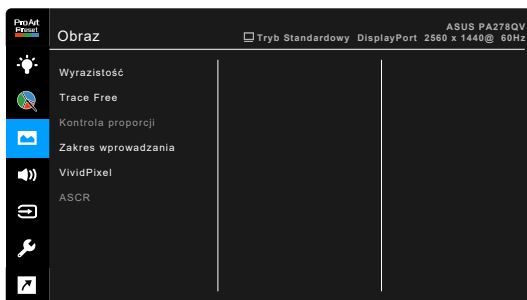 ProArt
Preset
Obraz
ASUS PA278QV
Tryb Standardowy DisplayPort 2560 x 1440@ 60Hz
Wyrazistość
Trace Free
Kontrola proporcji
Zakres wprowadzania
VividPixel
ASCR